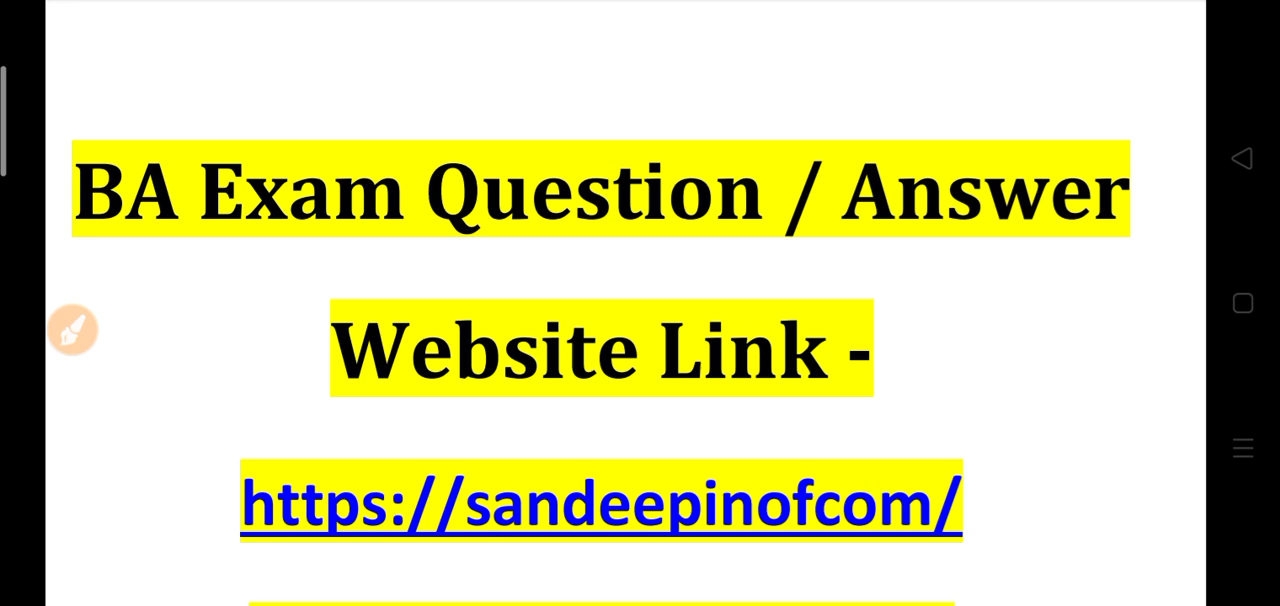 BA Exam Question / Answer
Website Link -
https://sandeepinofcom/